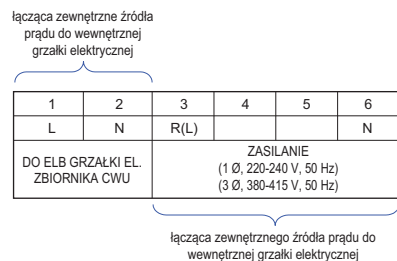 łącząca zewnętrzne źródła
prądu do wewnętrznej
grzałki elektrycznej
1 2 3 4 5 6
L N R(L) N
DO ELB GRZAŁKI EL.
ZBIORNIKA CWU
ZASILANIE
(1 Ø, 220-240 V, 50 Hz)
(3 Ø, 380-415 V, 50 Hz)
łącząca zewnętrznego źródła prądu do
wewnętrznej grzałki elektrycznej